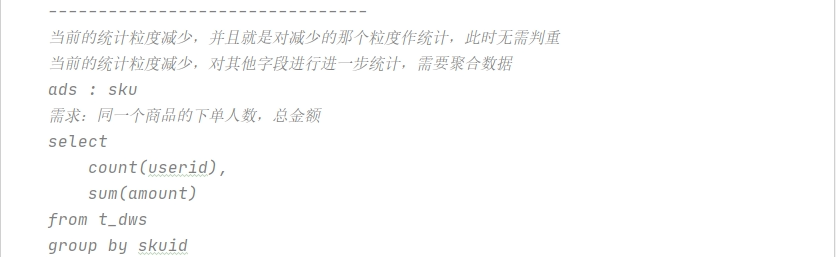 --------------------------------
当前的统计粒度减少，并且就是对减少的那个粒度作统计，此时无需判重
当前的统计粒度减少，对其他字段进行进一步统计，需要聚合数据
ads : sku
需求：同一个商品的下单人数，总金额
select
    count(userid),
    sum(amount)
from t_dws
group by skuid